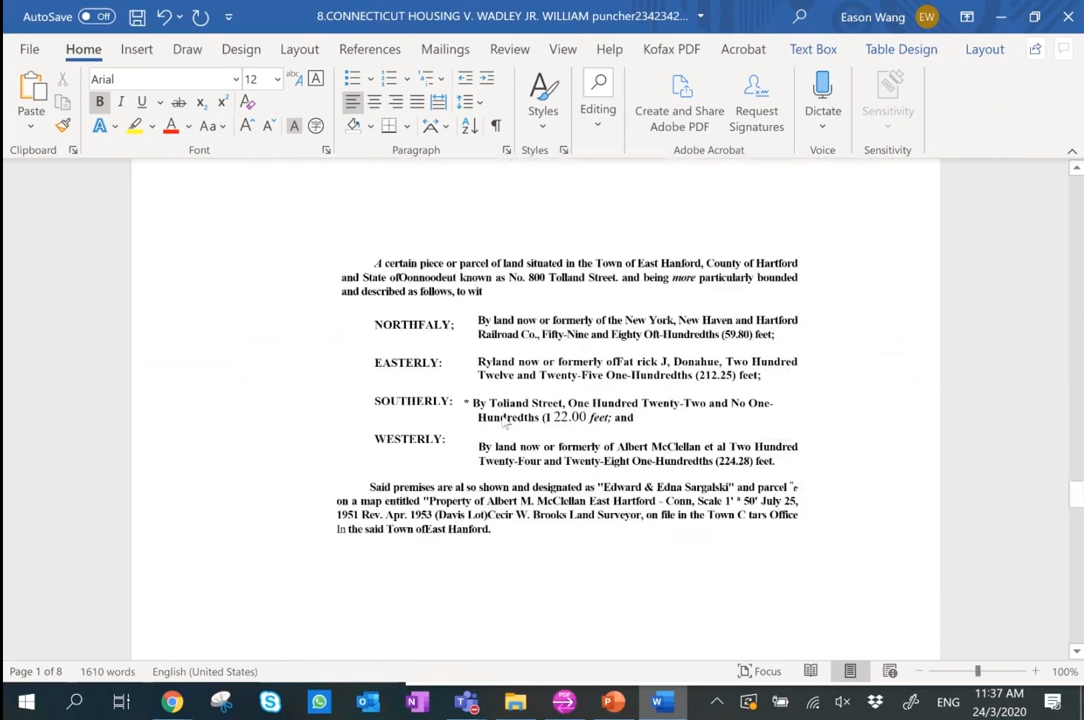 AutoSave Off 8.CONNECTICUT HOUSING V. WADLEY JR. WILLIAM puncher2342342... Eason Wang EW
File Home Insert Draw Design Layout References Mailings Review View Help Kofax PDF Acrobat Text Box Table Design Layout
Arial 12
Paste Styles Editing Create and Share Adobe PDF Request Signatures Dictate Sensitivity
Clipboard Font Paragraph Styles Adobe Acrobat Voice Sensitivity
A certain piece or parcel of land situated in the Town of East Hanford, County of Hartford
and State ofOonnoodeut known as No. 800 Tolland Street. and being more particularly bounded
and described as follows, to wit
NORTHFALY; By land now or formerly of the New York, New Haven and Hartford
Railroad Co., Fifty-Nine and Eighty Oft-Hundredths (59.80) feet;
EASTERLY: Ryland now or formerly ofFat rick J, Donahue, Two Hundred
Twelve and Twenty-Five One-Hundredths (212.25) feet;
SOUTHERLY: * By Toliand Street, One Hundred Twenty-Two and No One-
Hundredths (I 22.00 feet; and
WESTERLY: By land now or formerly of Albert McClellan et al Two Hundred
Twenty-Four and Twenty-Eight One-Hundredths (224.28) feet.
Said premises are al so shown and designated as "Edward & Edna Sargalski" and parcel "e
on a map entitled "Property of Albert M. McClellan East Hartford - Conn, Scale 1' ª 50' July 25,
1951 Rev. Apr. 1953 (Davis Lot)Cecir W. Brooks Land Surveyor, on file in the Town C tars Office
In the said Town ofEast Hanford.
Page 1 of 8 1610 words English (United States) Focus 100%
ENG 11:37 AM
24/3/2020